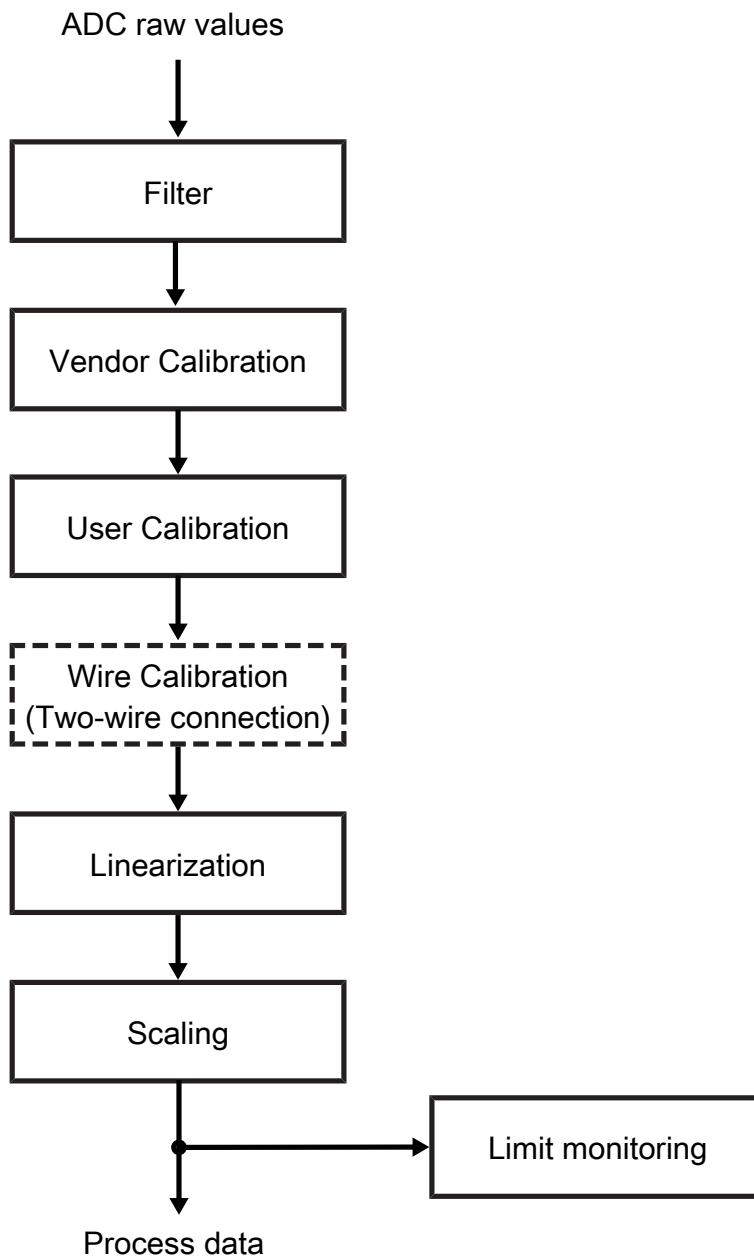 ADC raw values
Filter
Vendor Calibration
User Calibration
Wire Calibration
(Two-wire connection)
Linearization
Scaling
Limit monitoring
Process data